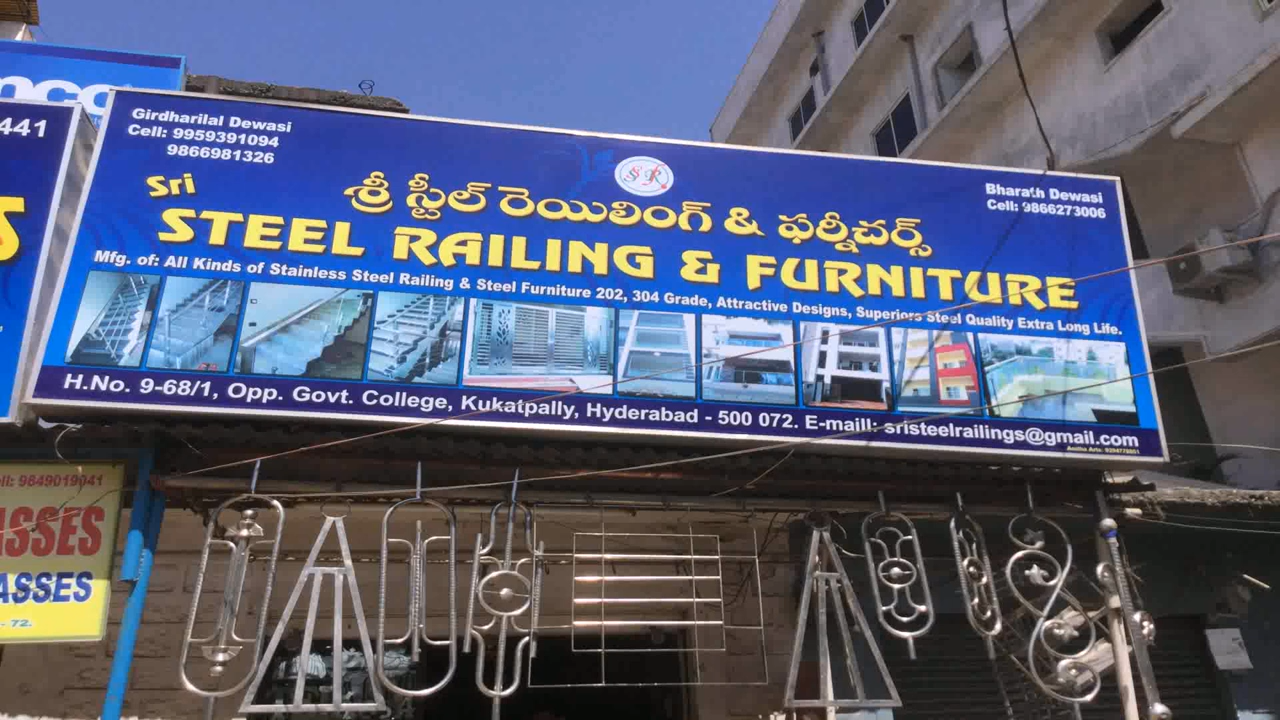 441
Girdharilal Dewasi
Cell: 9959391094
9866981326
SR
Bharath Dewasi
Cell: 9866273006
శ్రీ స్టీల్ రెయిలింగ్ & ఫర్నీచర్స్
Sri
STEEL RAILING & FURNITURE
Mfg. of: All Kinds of Stainless Steel Railing & Steel Furniture 202, 304 Grade, Attractive Designs, Superiors Steel Quality Extra Long Life.
H.No. 9-68/1, Opp. Govt. College, Kukatpally, Hyderabad - 500 072. E-maill: sristeelrailings@gmail.com
ll: 9849019041
ASSES
ASSES
- 72.